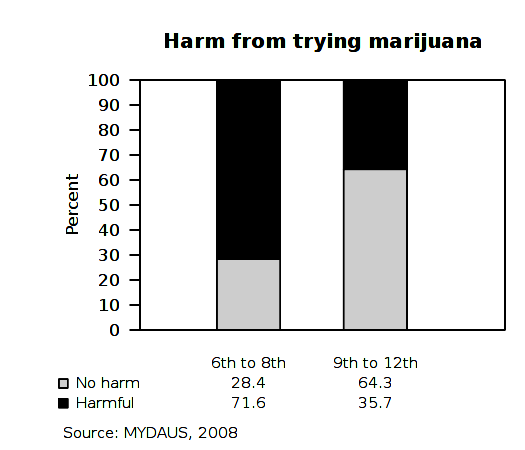 Harm from trying marijuana
Percent
100
90
80
70
60
50
40
30
20
10
0
6th to 8th 9th to 12th
No harm 28.4 64.3
Harmful 71.6 35.7
Source: MYDAUS, 2008